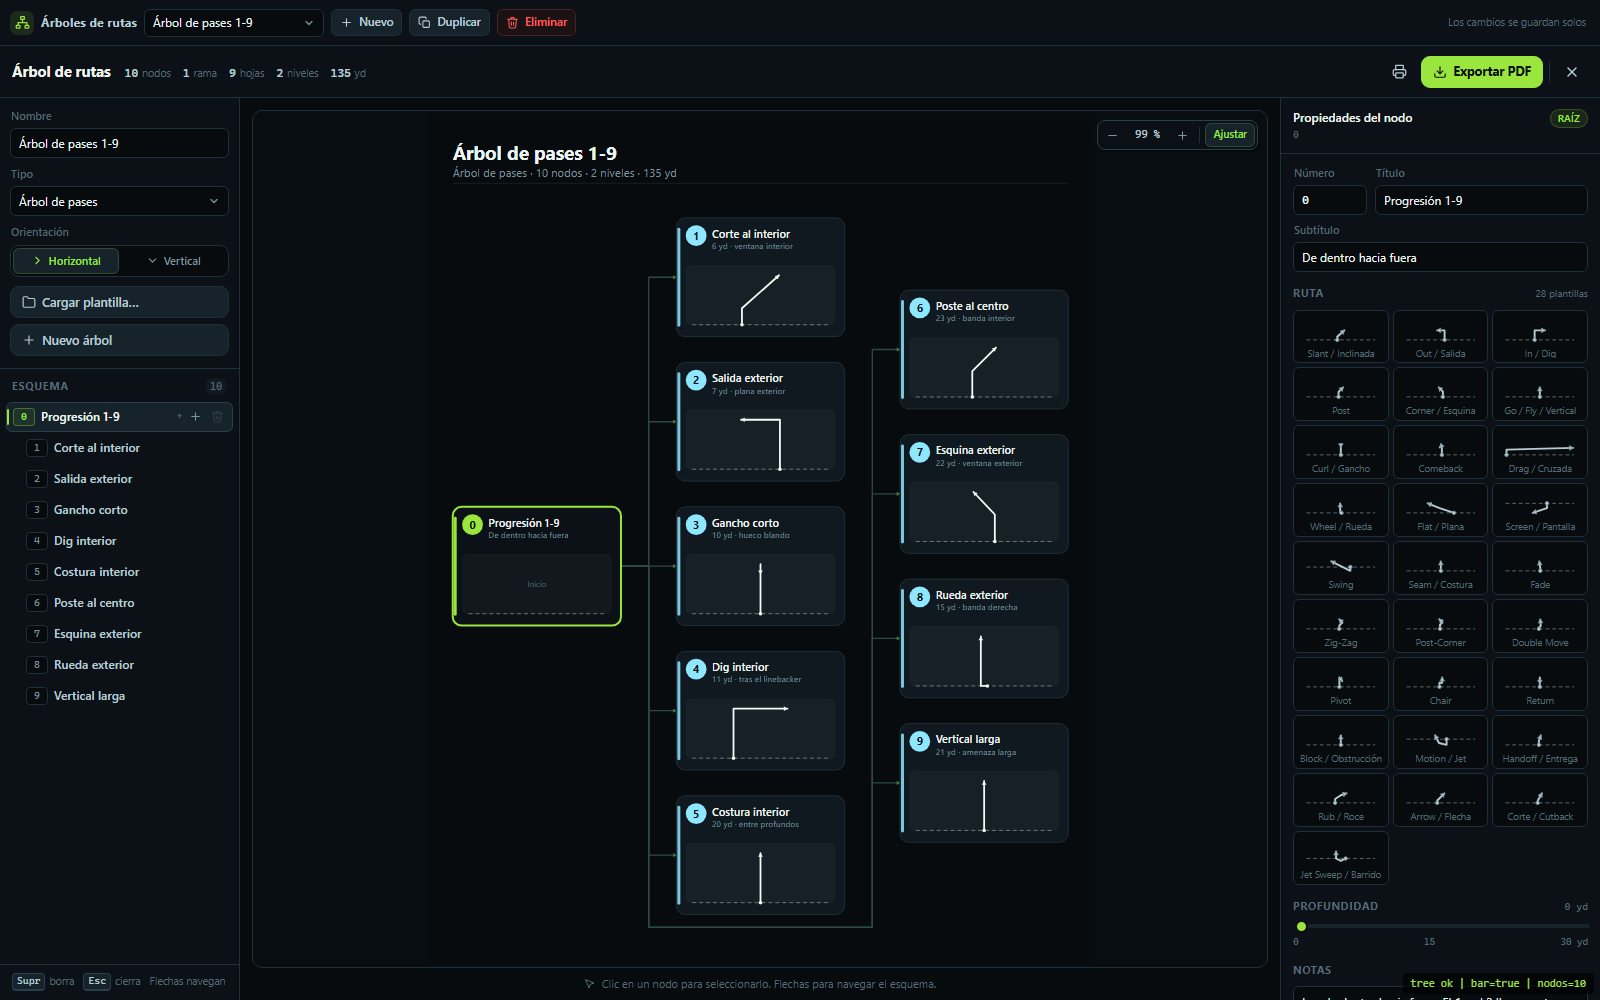 Árboles de rutas
Árbol de pases 1-9
Nuevo
Duplicar
Eliminar
Los cambios se guardan solos
Árbol de rutas
10 nodos 1 rama 9 hojas 2 niveles 135 yd
Exportar PDF
Nombre
Árbol de pases 1-9
Tipo
Árbol de pases
Orientación
Horizontal
Vertical
Cargar plantilla...
Nuevo árbol
ESQUEMA 10
0 Progresión 1-9
1 Corte al interior
2 Salida exterior
3 Gancho corto
4 Dig interior
5 Costura interior
6 Poste al centro
7 Esquina exterior
8 Rueda exterior
9 Vertical larga
Supr borra Esc cierra Flechas navegan
99 %
Ajustar
Árbol de pases 1-9
Árbol de pases · 10 nodos · 2 niveles · 135 yd
0 Progresión 1-9
De dentro hacia fuera
Inicio
1 Corte al interior
6 yd · ventana interior
2 Salida exterior
7 yd · plana exterior
3 Gancho corto
10 yd · hueco blando
4 Dig interior
11 yd · tras el linebacker
5 Costura interior
20 yd · entre profundos
6 Poste al centro
23 yd · banda interior
7 Esquina exterior
22 yd · ventana exterior
8 Rueda exterior
15 yd · banda derecha
9 Vertical larga
21 yd · amenaza larga
Clic en un nodo para seleccionarlo. Flechas para navegar el esquema.
Propiedades del nodo
RAÍZ
0
Número
Título
0
Progresión 1-9
Subtítulo
De dentro hacia fuera
RUTA
28 plantillas
Slant / Inclinada
Out / Salida
In / Dig
Post
Corner / Esquina
Go / Fly / Vertical
Curl / Gancho
Comeback
Drag / Cruzada
Wheel / Rueda
Flat / Plana
Screen / Pantalla
Swing
Seam / Costura
Fade
Zig-Zag
Post-Corner
Double Move
Pivot
Chair
Return
Block / Obstrucción
Motion / Jet
Handoff / Entrega
Rub / Roce
Arrow / Flecha
Corte / Cutback
Jet Sweep / Barrido
PROFUNDIDAD
0 yd
0 15 30 yd
NOTAS
tree ok | bar=true | nodos=10